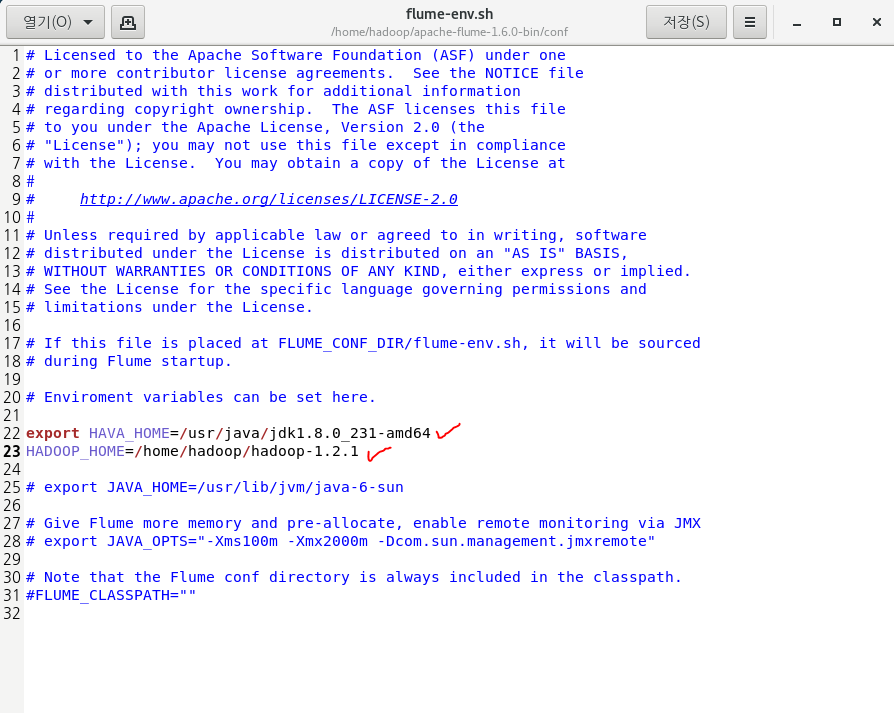 열기(O)
flume-env.sh
/home/hadoop/apache-flume-1.6.0-bin/conf
저장(S)
1 # Licensed to the Apache Software Foundation (ASF) under one
2 # or more contributor license agreements.  See the NOTICE file
3 # distributed with this work for additional information
4 # regarding copyright ownership.  The ASF licenses this file
5 # to you under the Apache License, Version 2.0 (the
6 # "License"); you may not use this file except in compliance
7 # with the License.  You may obtain a copy of the License at
8 #
9 #     http://www.apache.org/licenses/LICENSE-2.0
10 #
11 # Unless required by applicable law or agreed to in writing, software
12 # distributed under the License is distributed on an "AS IS" BASIS,
13 # WITHOUT WARRANTIES OR CONDITIONS OF ANY KIND, either express or implied.
14 # See the License for the specific language governing permissions and
15 # limitations under the License.
16
17 # If this file is placed at FLUME_CONF_DIR/flume-env.sh, it will be sourced
18 # during Flume startup.
19
20 # Enviroment variables can be set here.
21
22 export HAVA_HOME=/usr/java/jdk1.8.0_231-amd64
23 HADOOP_HOME=/home/hadoop/hadoop-1.2.1
24
25 # export JAVA_HOME=/usr/lib/jvm/java-6-sun
26
27 # Give Flume more memory and pre-allocate, enable remote monitoring via JMX
28 # export JAVA_OPTS="-Xms100m -Xmx2000m -Dcom.sun.management.jmxremote"
29
30 # Note that the Flume conf directory is always included in the classpath.
31 #FLUME_CLASSPATH=""
32